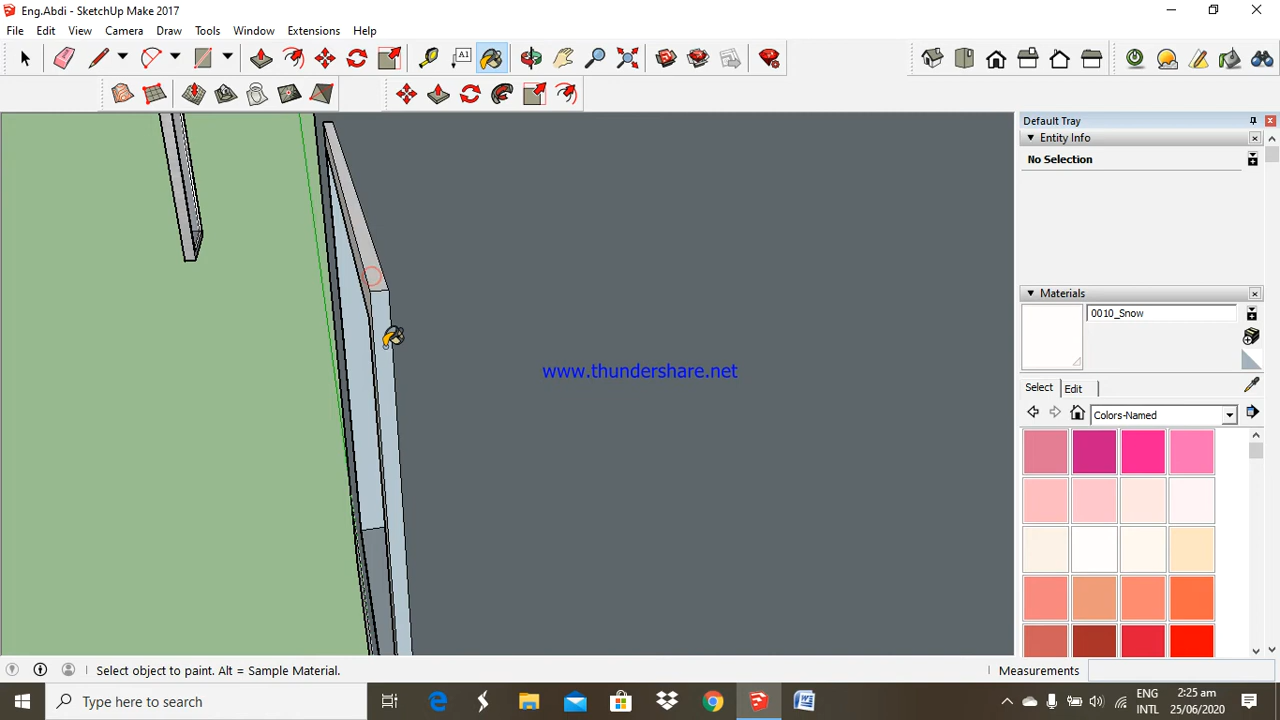 Eng.Abdi - SketchUp Make 2017
File Edit View Camera Draw Tools Window Extensions Help
A1
Default Tray
Entity Info
No Selection
Materials
0010_Snow
Select Edit
Colors-Named
www.thundershare.net
Select object to paint. Alt = Sample Material.
Measurements
Type here to search
ENG
INTL
2:25 am
25/06/2020